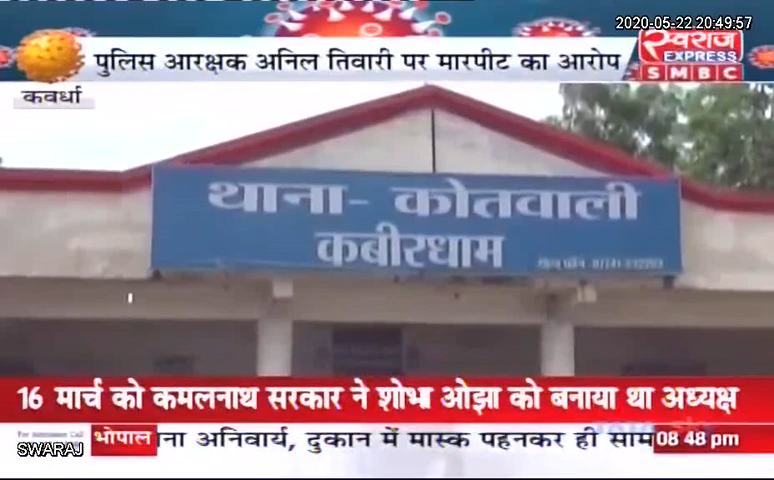 2020-05-22 20:49:57
पुलिस आरक्षक अनिल तिवारी पर मारपीट का आरोप
स्वराज
EXPRESS
SMBC
कवर्धा
थाना- कोतवाली
कबीरधाम
16 मार्च को कमलनाथ सरकार ने शोभा ओझा को बनाया था अध्यक्ष
भोपाल
ना अनिवार्य, दुकान में मास्क पहनकर ही साम
08:48 pm
SWARAJ